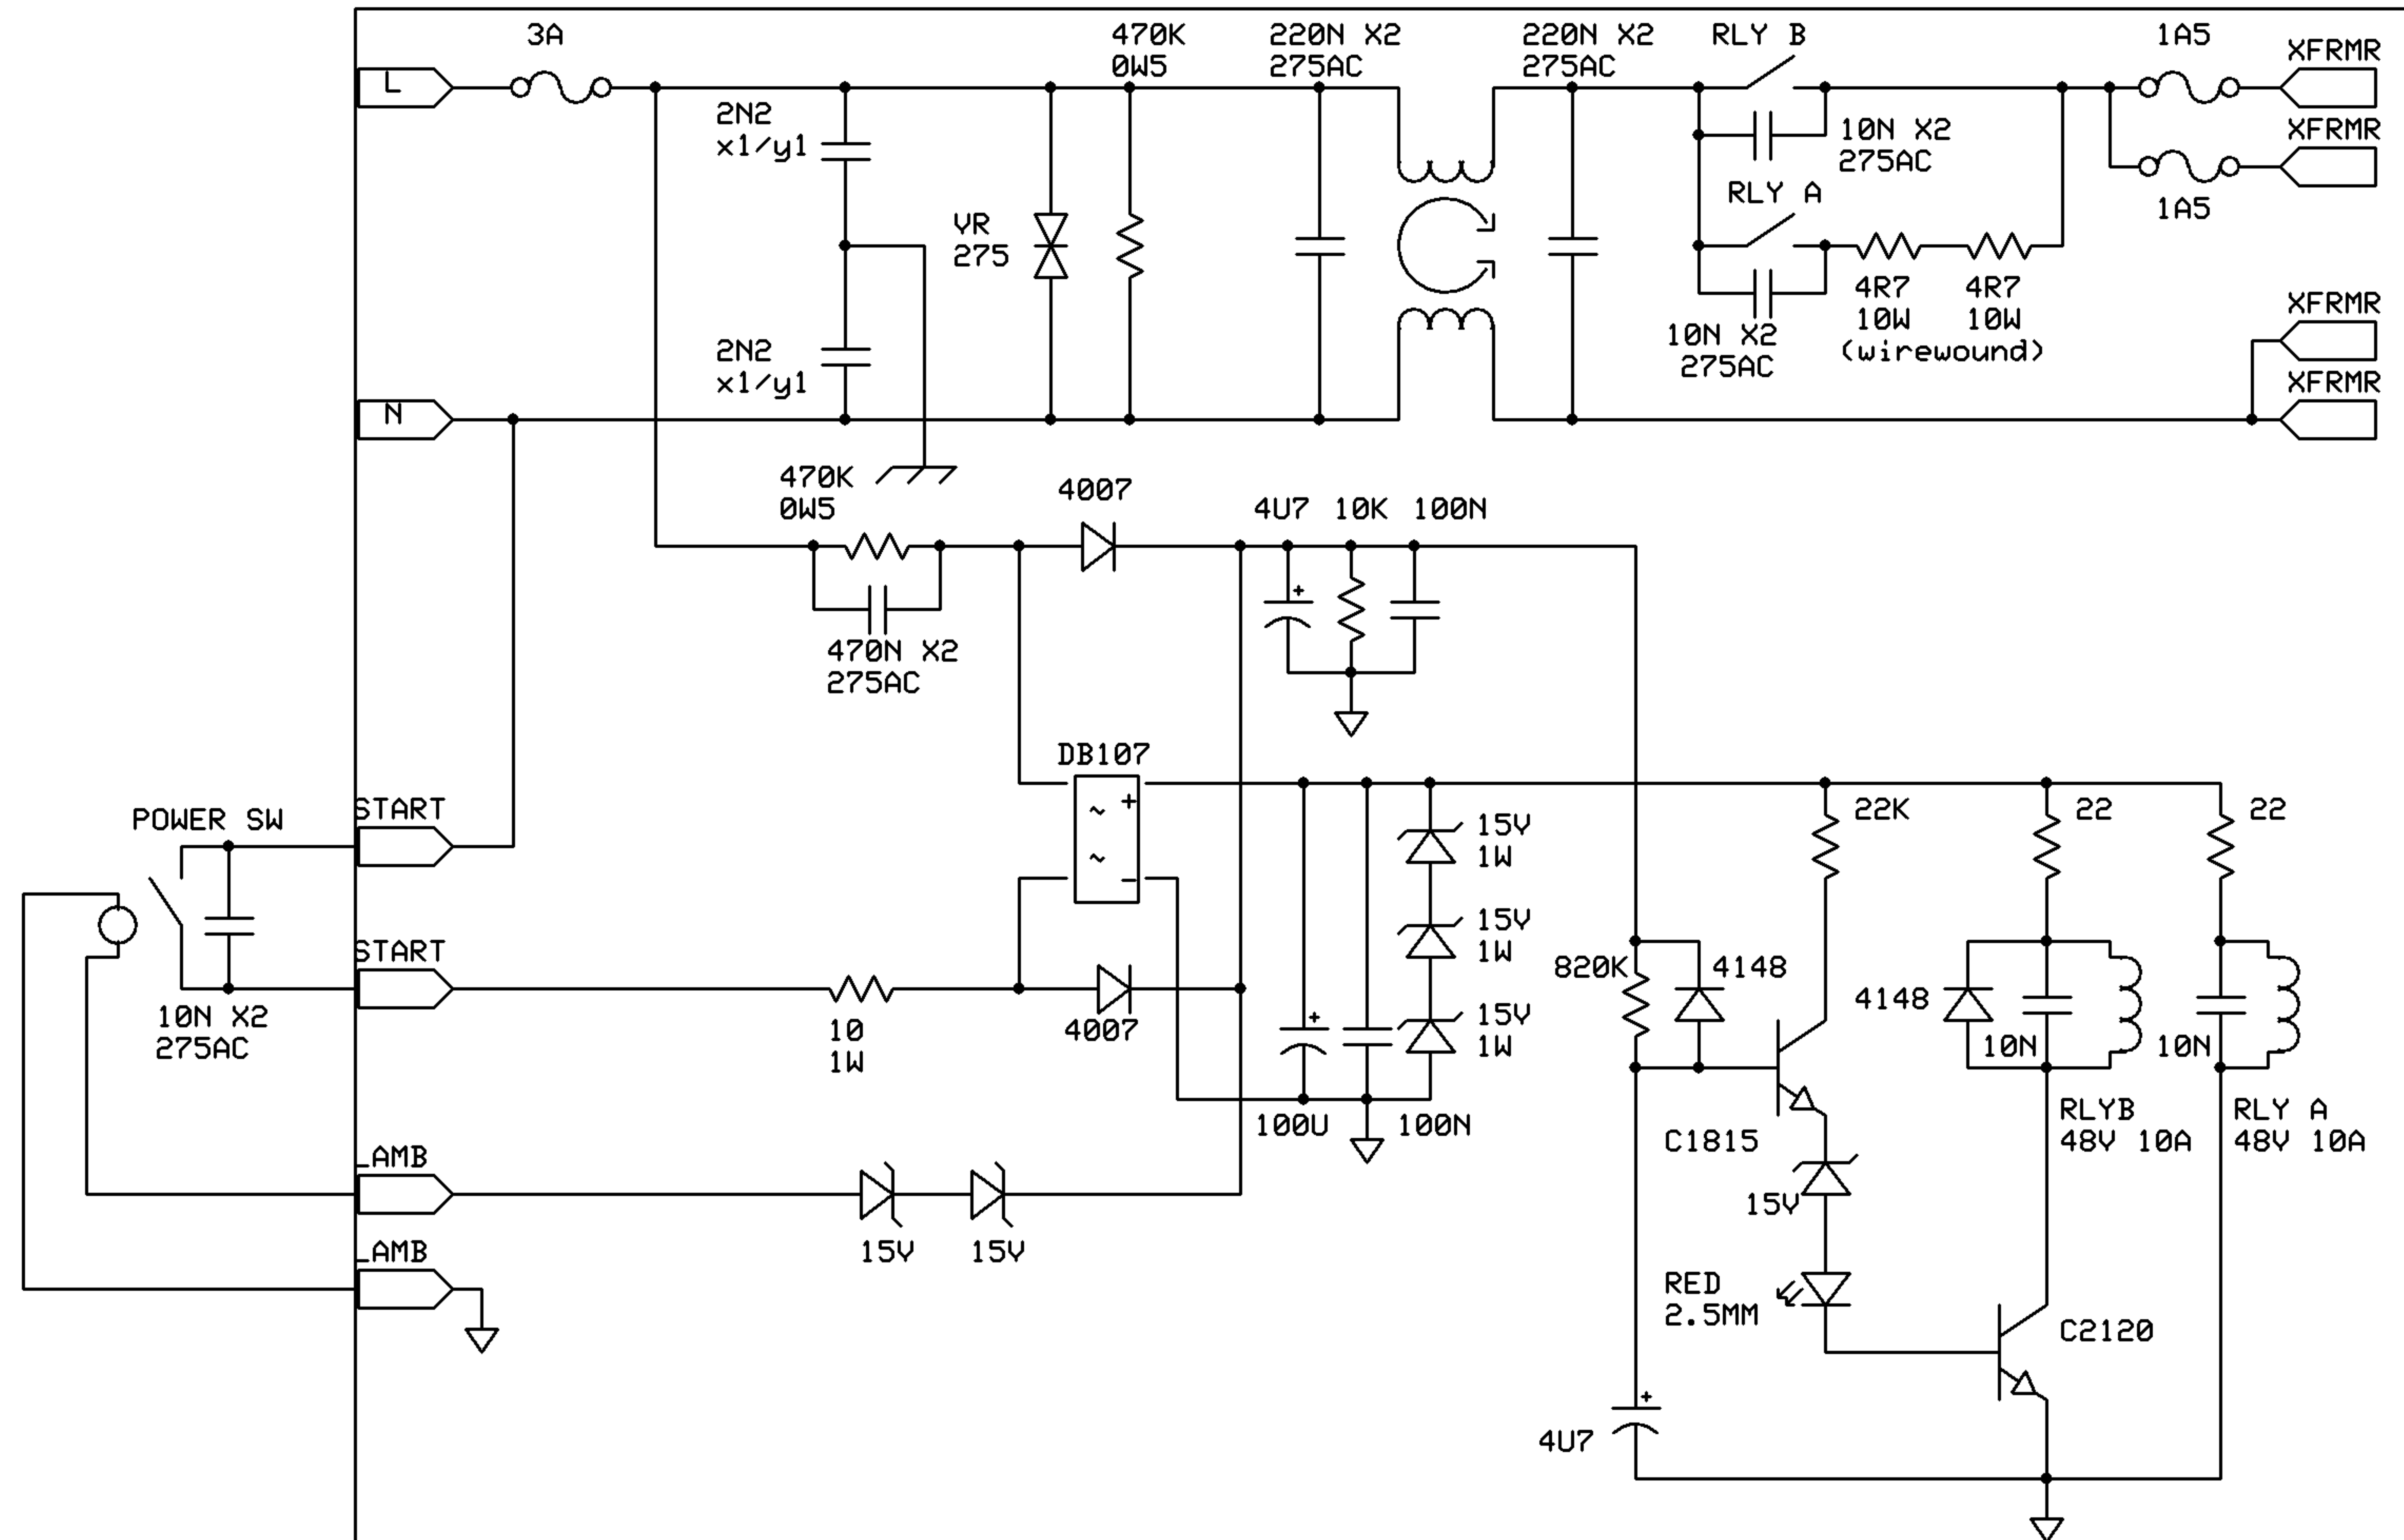 3A
470K
0W5
220N X2
275AC
220N X2
275AC
RLY B
1A5
XFRMR
L
2N2
x1/y1
10N X2
275AC
XFRMR
RLY A
1A5
VR
275
4R7
10W
4R7
10W
(wirewound)
10N X2
275AC
XFRMR
2N2
x1/y1
XFRMR
N
470K
0W5
4007
4U7
10K
100N
+
470N X2
275AC
DB107
~
+
~
-
START
POWER SW
15V
1W
22K
22
22
15V
1W
START
10N X2
275AC
10
1W
4007
+
15V
1W
820K
4148
4148
10N
10N
100U
100N
C1815
RLYB
48V 10A
RLY A
48V 10A
LAMB
15V
15V
15V
LAMB
RED
2.5MM
C2120
+
4U7